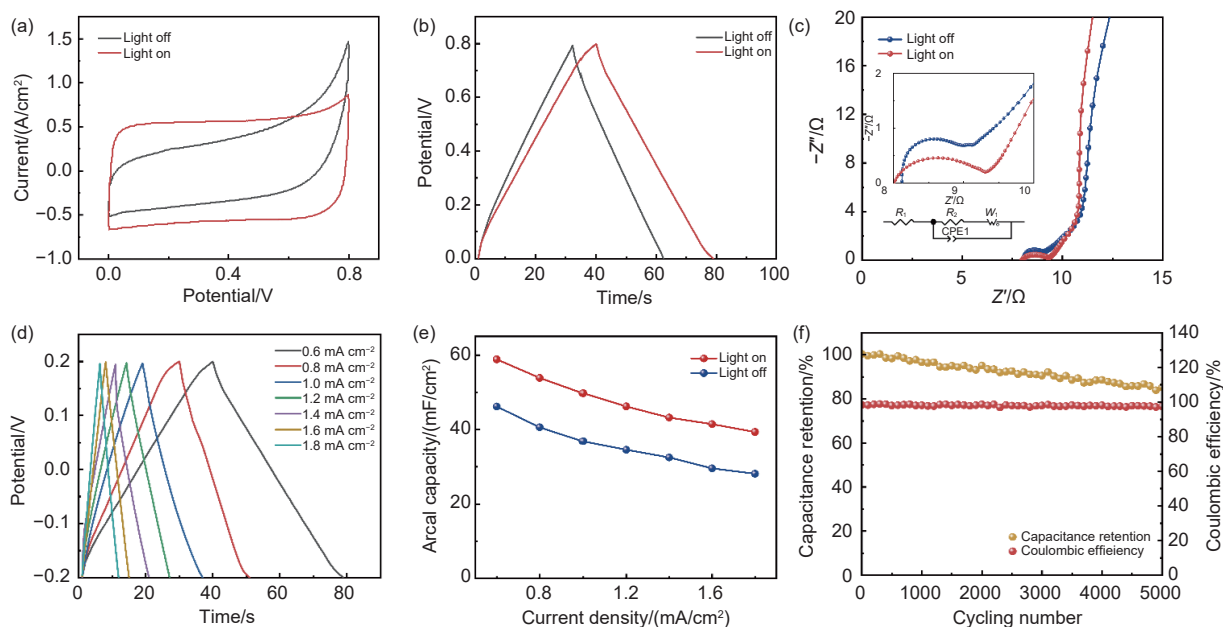 (a)
Light off
Light on
Current/(A/cm²)
1.5
1.0
0.5
0.0
−0.5
−1.0
0.0
0.4
0.8
Potential/V
(b)
Light off
Light on
Potential/V
0.8
0.6
0.4
0.2
0.0
0
20
40
60
80
100
Time/s
(c)
Light off
Light on
−Z″/Ω
20
16
12
8
4
0
0
5
10
15
Z′/Ω
−Z″/Ω
2
1
0
8
9
10
Z′/Ω
R₁
R₂
W₁
CPE1
(d)
0.6 mA cm⁻²
0.8 mA cm⁻²
1.0 mA cm⁻²
1.2 mA cm⁻²
1.4 mA cm⁻²
1.6 mA cm⁻²
1.8 mA cm⁻²
Potential/V
0.2
0.1
0.0
−0.1
−0.2
0
20
40
60
80
Time/s
(e)
Light on
Light off
Arcal capacity/(mF/cm²)
60
40
20
0
0.8
1.2
1.6
Current density/(mA/cm²)
(f)
Capacitance retention/%
100
80
60
40
20
0
0
1000
2000
3000
4000
5000
Cycling number
140
120
100
80
60
40
20
0
Coulombic efficiency/%
Capacitance retention
Coulombic effieiency